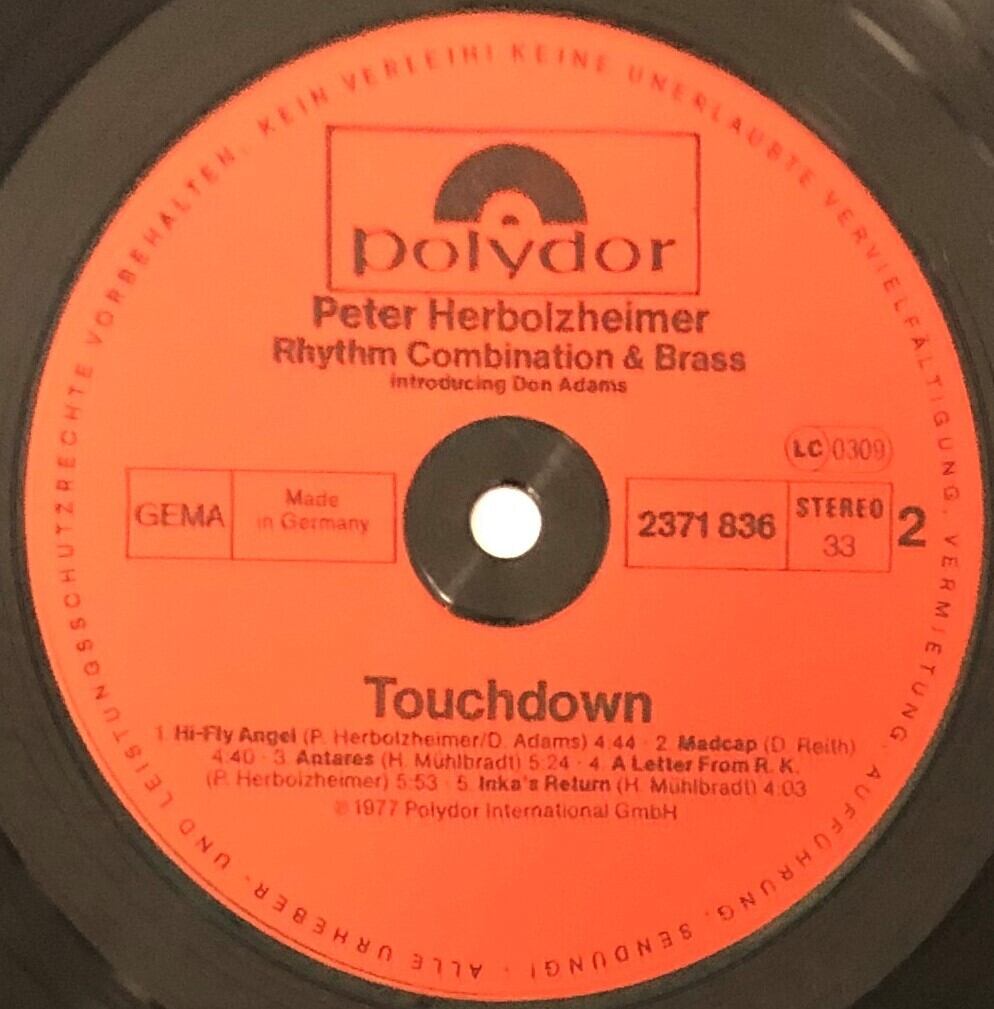 ALLE URHEBER- UND LEISTUNGSSCHUTZRECHTE VORBEHALTEN. KEIN VERLEIH! KEINE UNERLAUBTE VERVIELFÄLTIGUNG, VERMIETUNG, AUFFÜHRUNG, SENDUNG!
polydor
Peter Herbolzheimer
Rhythm Combination & Brass
introducing Don Adams
LC 0309
GEMA
Made
in Germany
2371 836
STEREO
33
2
Touchdown
1. Hi-Fly Angel (P. Herbolzheimer/D. Adams) 4:44 · 2. Madcap (D. Reith)
4:40 · 3. Antares (H. Mühlbradt) 5:24 · 4. A Letter From R. K.
(P. Herbolzheimer) 5:53 · 5. Inka's Return (H. Mühlbradt) 4:03
℗ 1977 Polydor International GmbH